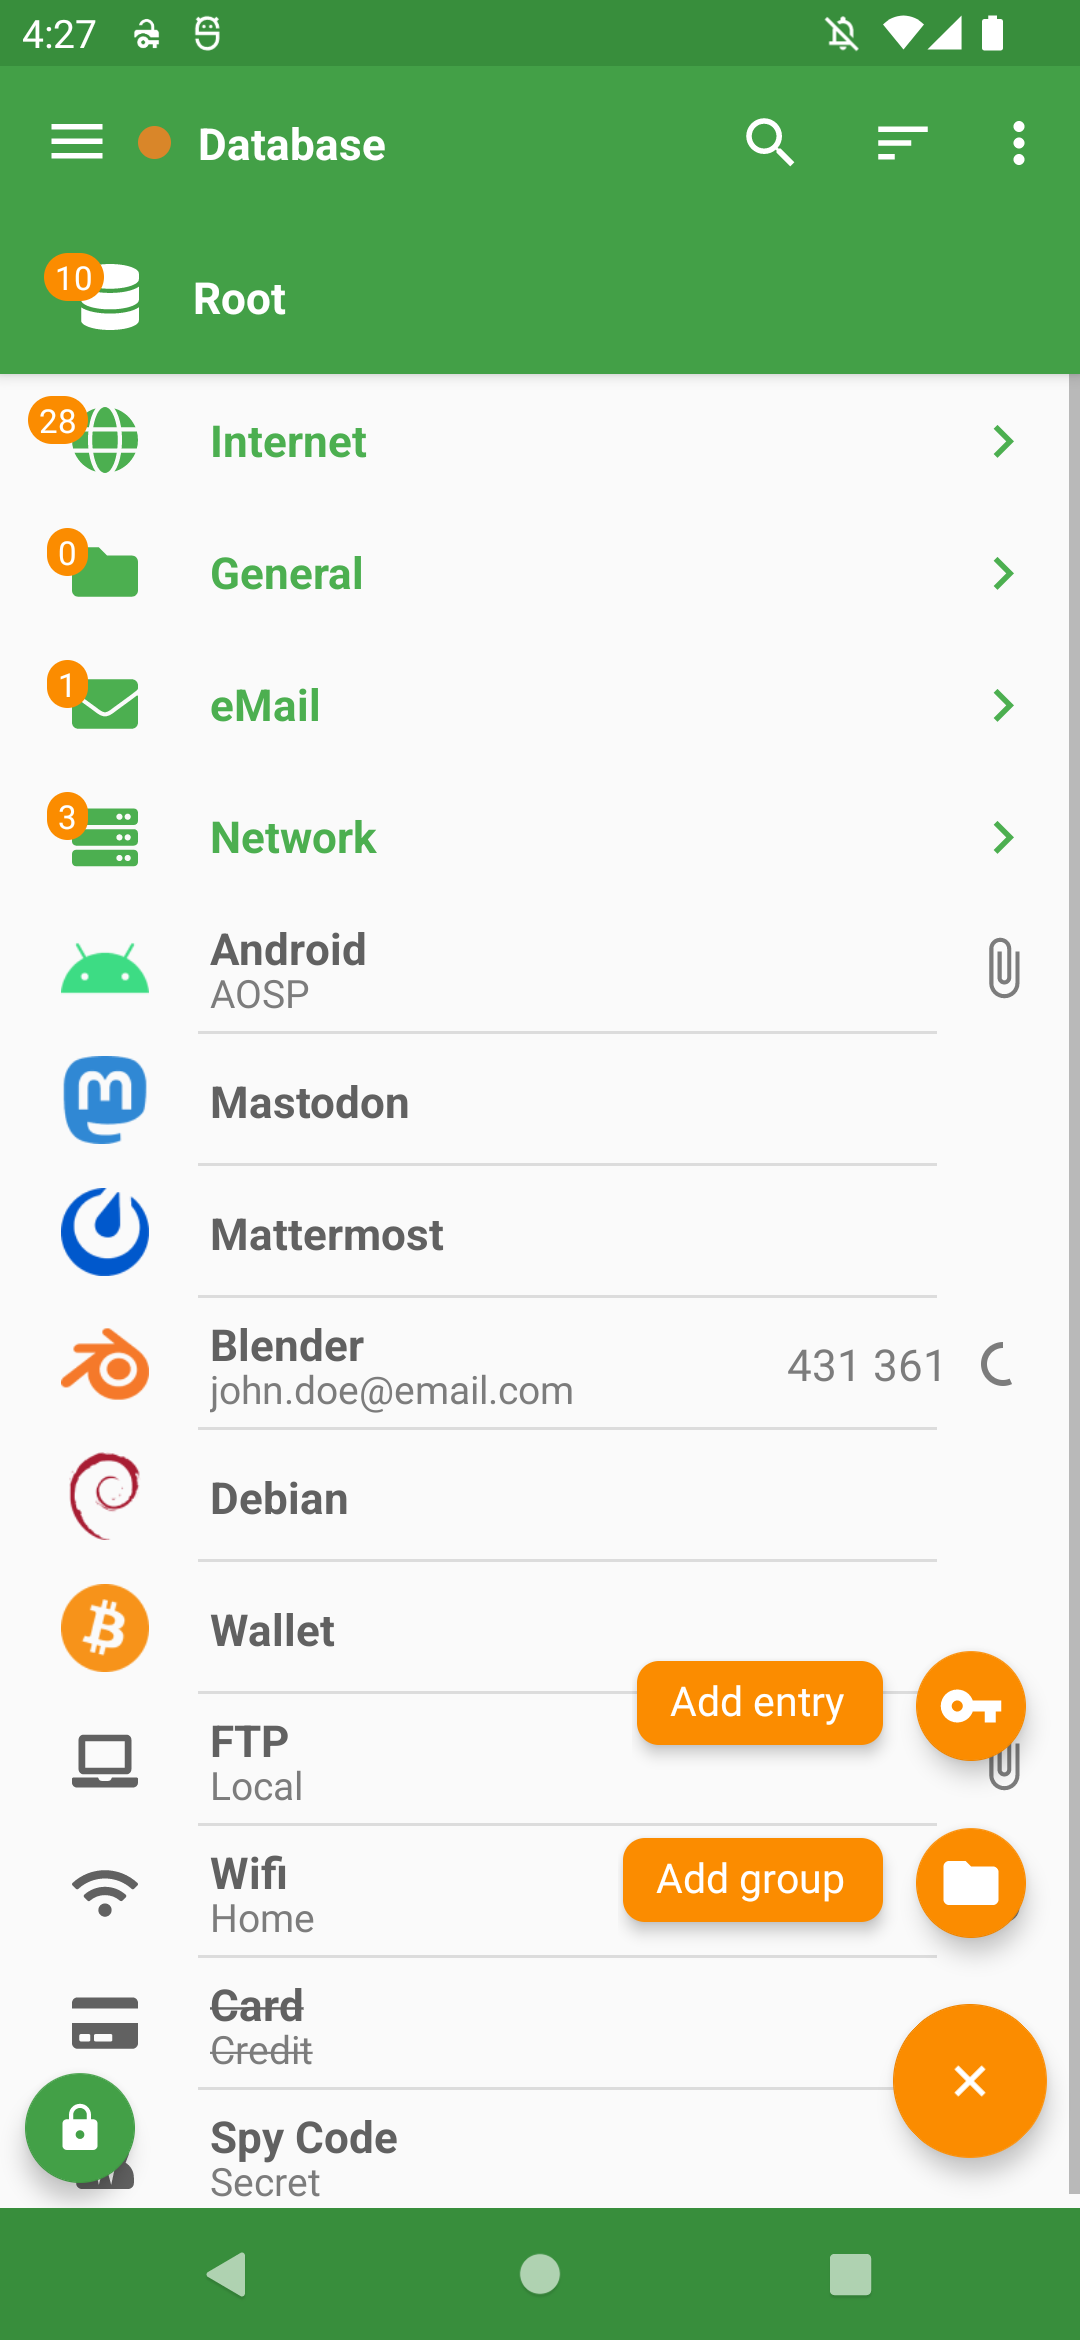 4:27
Database
10
Root
28
Internet
0
General
1
eMail
3
Network
Android
AOSP
Mastodon
Mattermost
Blender
john.doe@email.com
431 361
Debian
Wallet
Add entry
FTP
Local
Add group
Wifi
Home
Card
Credit
Spy Code
Secret